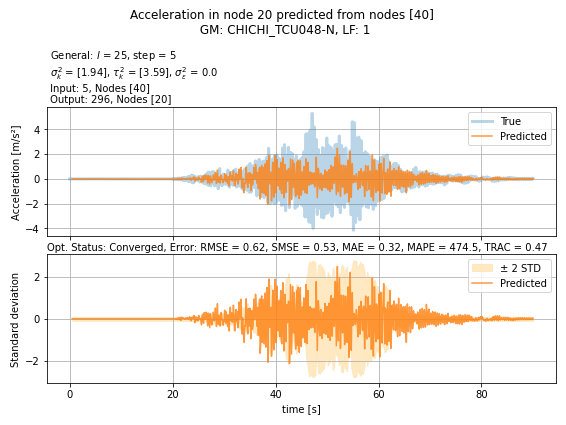 Acceleration in node 20 predicted from nodes [40]
GM: CHICHI_TCU048-N, LF: 1
General: l = 25, step = 5
σ²ₖ = [1.94], τ²ₖ = [3.59], σ²ε = 0.0
Input: 5, Nodes [40]
Output: 296, Nodes [20]
Acceleration [m/s²]
4
2
0
−2
−4
True
Predicted
Opt. Status: Converged, Error: RMSE = 0.62, SMSE = 0.53, MAE = 0.32, MAPE = 474.5, TRAC = 0.47
Standard deviation
2
0
−2
± 2 STD
Predicted
0 20 40 60 80
time [s]